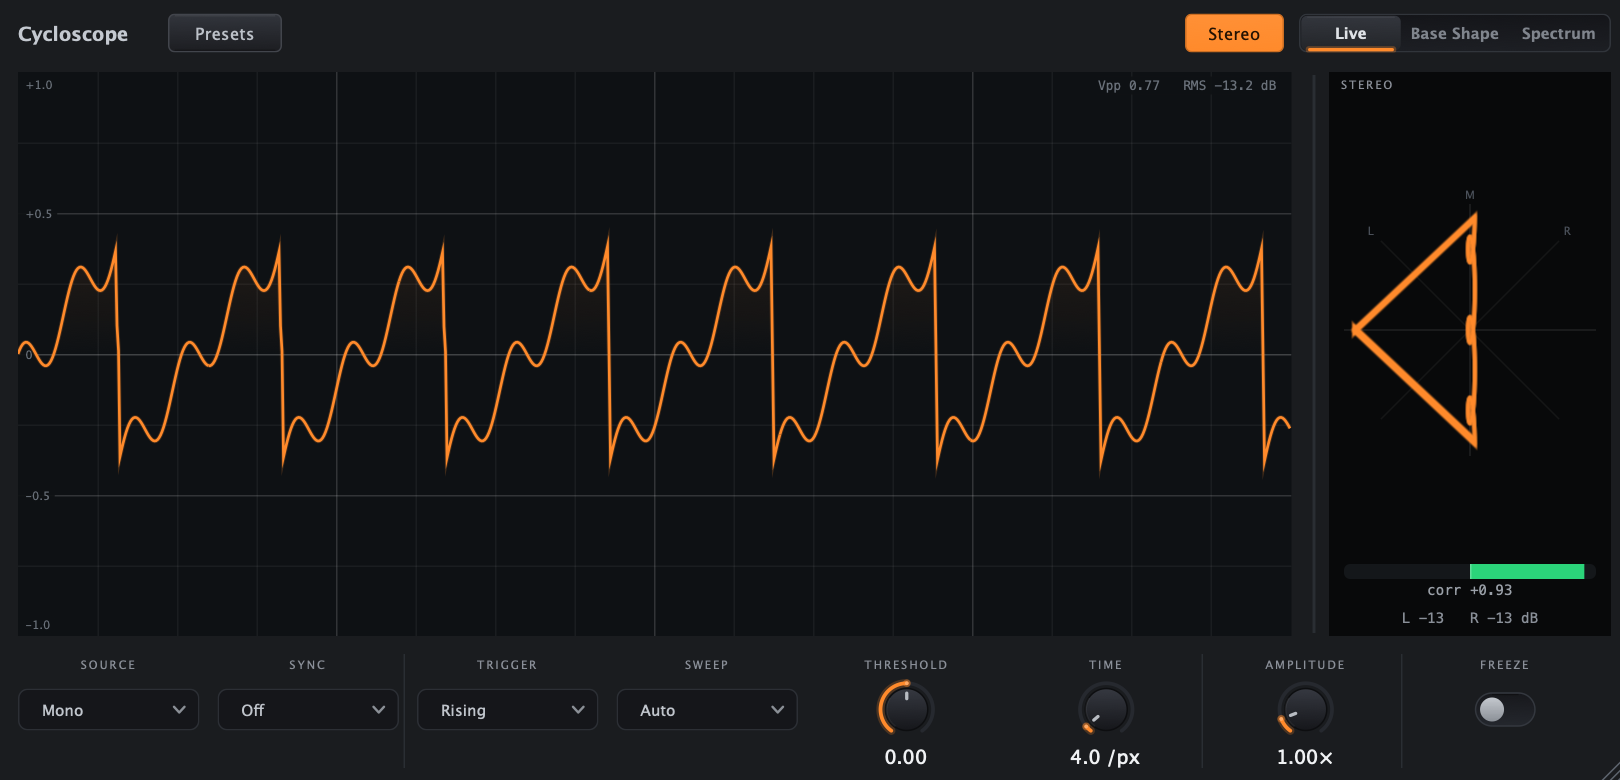 Cycloscope
Presets
Stereo
Live
Base Shape
Spectrum
+1.0
Vpp 0.77 RMS -13.2 dB
STEREO
+0.5
0
-0.5
-1.0
M
L
R
corr +0.93
L -13 R -13 dB
SOURCE
SYNC
TRIGGER
SWEEP
THRESHOLD
TIME
AMPLITUDE
FREEZE
Mono
Off
Rising
Auto
0.00
4.0 /px
1.00×